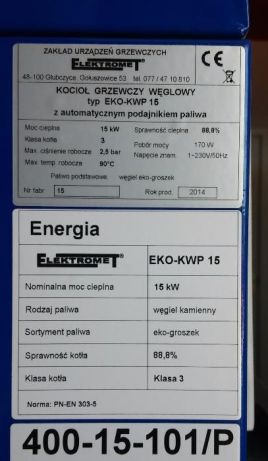 ZAKŁAD URZĄDZEŃ GRZEWCZYCH
ELEKTROMET®
48-100 Głubczyce, Gołuszowice 53 tel. 077 / 47 10 810
CE
KOCIOŁ GRZEWCZY WĘGLOWY
typ EKO-KWP 15
z automatycznym podajnikiem paliwa
Moc cieplna 15 kW Sprawność cieplna 88,8%
Klasa kotła 3 Pobór mocy 170 W
Max. ciśnienie robocze 2,5 bar Napięcie znam. 1~230V/50Hz
Max. temp. robocze 90°C
Paliwo podstawowe: węgiel eko-groszek
Nr fabr. 15 Rok prod. 2014
Energia
ELEKTROMET® EKO-KWP 15
Nominalna moc cieplna 15 kW
Rodzaj paliwa węgiel kamienny
Sortyment paliwa eko-groszek
Sprawność kotła 88,8%
Klasa kotła Klasa 3
Norma: PN-EN 303-5
400-15-101/P